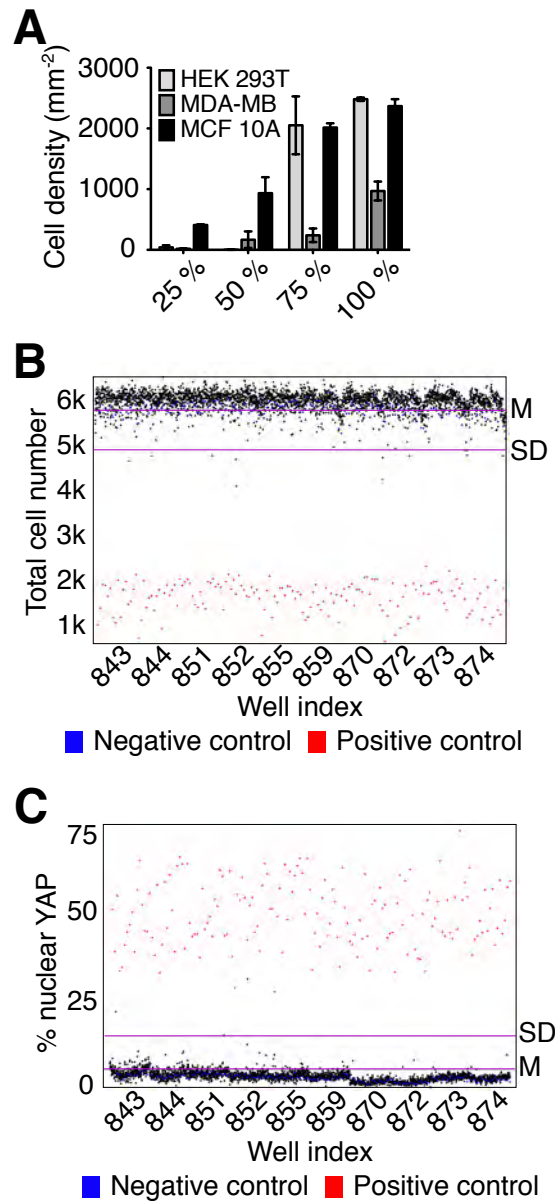 A
Cell density (mm-2)
3000
2000
1000
0
HEK 293T
MDA-MB
MCF 10A
25 %
50 %
75 %
100 %
B
Total cell number
6k
5k
4k
3k
2k
1k
M
SD
843
844
851
852
855
859
870
872
873
874
Well index
Negative control
Positive control
C
% nuclear YAP
75
50
25
0
SD
M
843
844
851
852
855
859
870
872
873
874
Well index
Negative control
Positive control